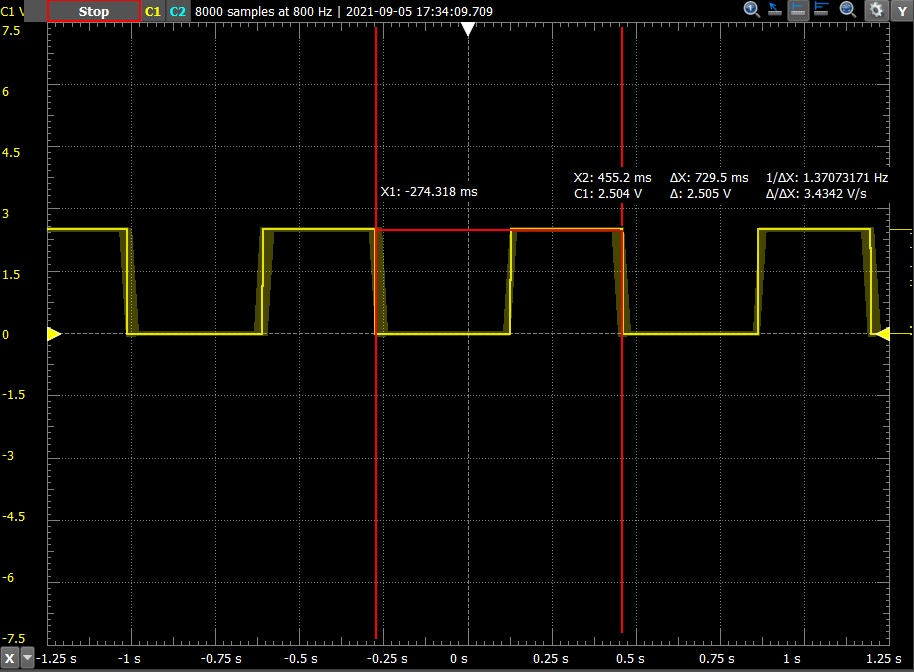 C1 V Stop C1 C2 8000 samples at 800 Hz | 2021-09-05 17:34:09.709 Y
7.5
6
4.5
X2: 455.2 ms ΔX: 729.5 ms 1/ΔX: 1.37073171 Hz
X1: -274.318 ms
C1: 2.504 V Δ: 2.505 V Δ/ΔX: 3.4342 V/s
3
1.5
0
-1.5
-3
-4.5
-6
-7.5
X -1.25 s -1 s -0.75 s -0.5 s -0.25 s 0 s 0.25 s 0.5 s 0.75 s 1 s 1.25 s